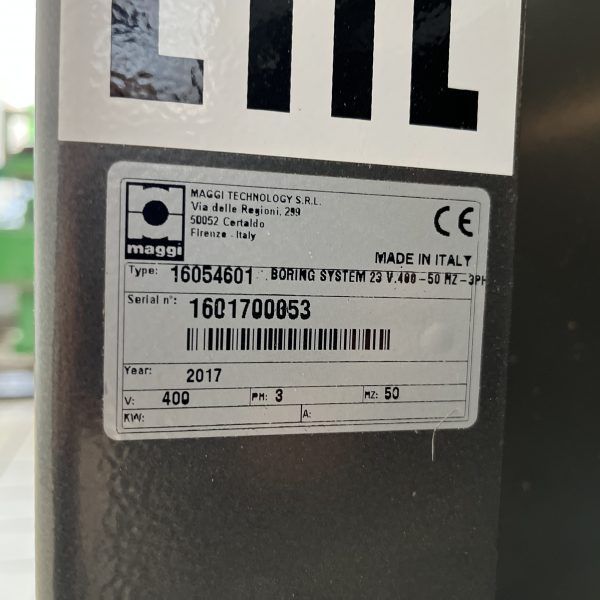 MAGGI TECHNOLOGY S.R.L.
Via delle Regioni, 299
50052 Certaldo
Firenze - Italy
maggi
CE
MADE IN ITALY
Type: 16054601 .. BORING SYSTEM 23 V.400-50 HZ-3PH
Serial n°: 1601700053
Year: 2017
V: 400 PH: 3 HZ: 50
KW: A: